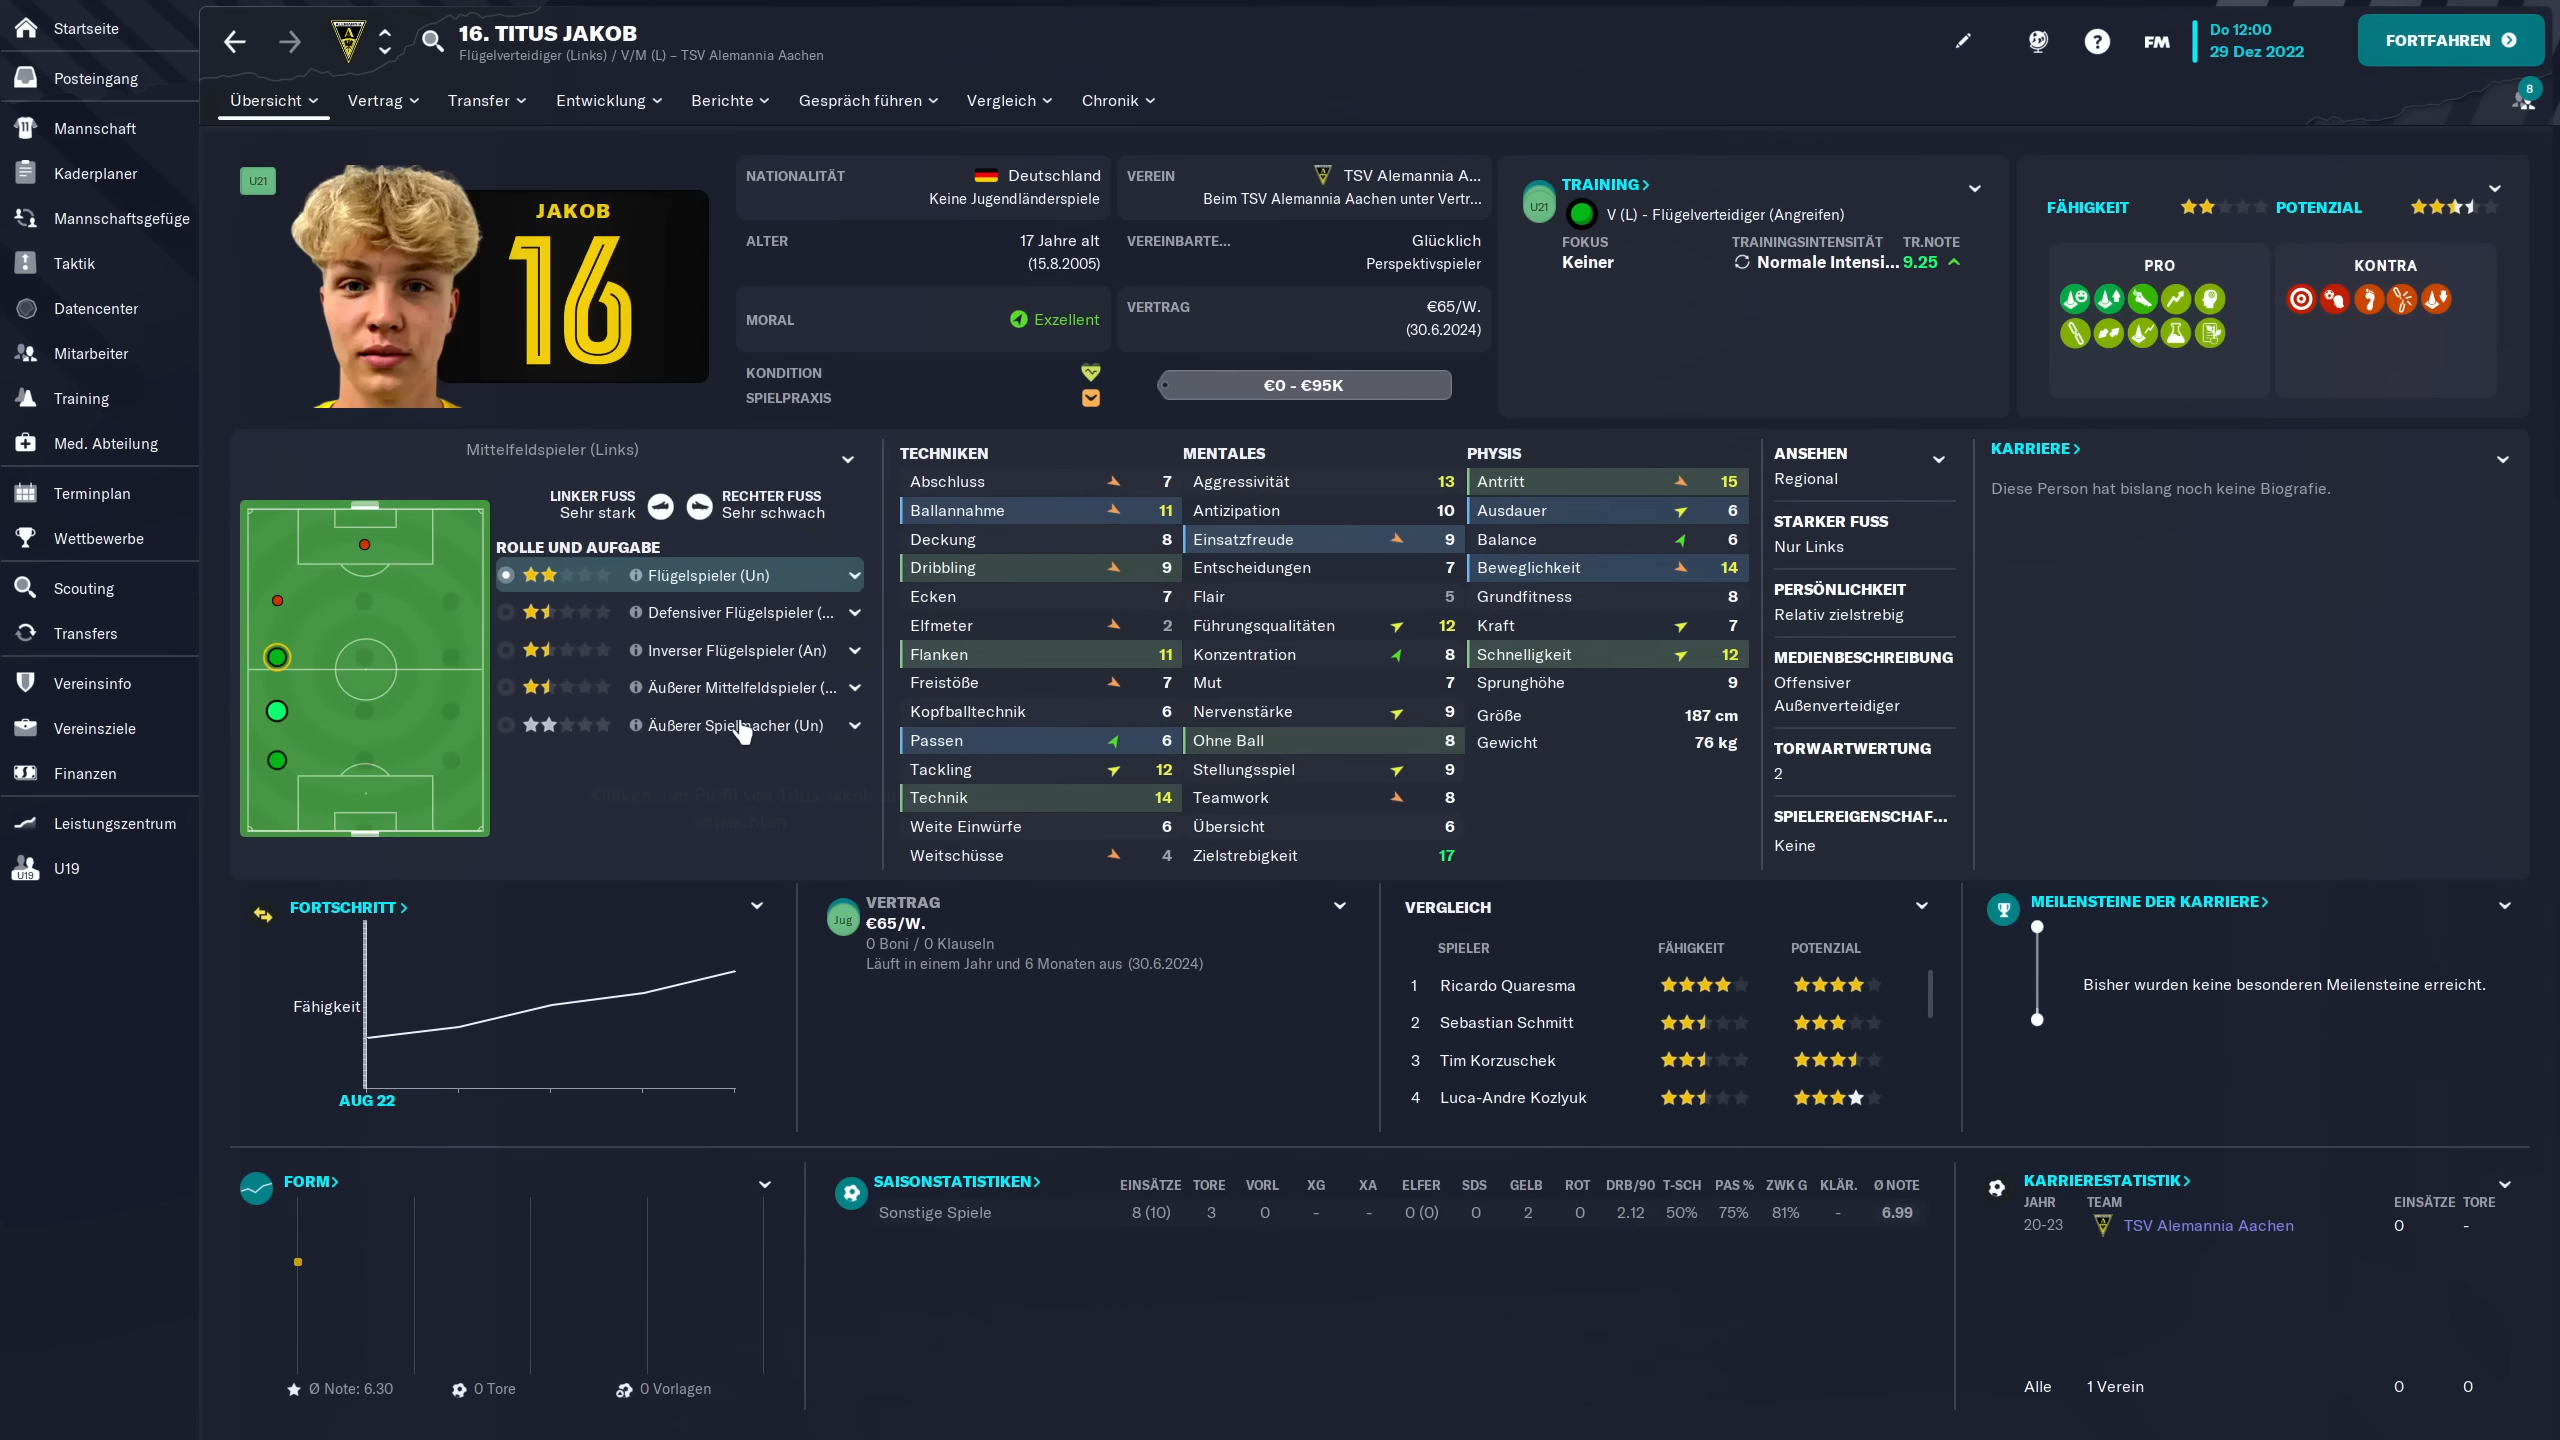 Startseite
Posteingang
Mannschaft
Kaderplaner
Mannschaftsgefüge
Taktik
Datencenter
Mitarbeiter
Training
Med. Abteilung
Terminplan
Wettbewerbe
Scouting
Transfers
Vereinsinfo
Vereinsziele
Finanzen
Leistungszentrum
U19
16. TITUS JAKOB
Flügelverteidiger (Links) / V/M (L) – TSV Alemannia Aachen
FM
Do 12:00
29 Dez 2022
FORTFAHREN
Übersicht Vertrag Transfer Entwicklung Berichte Gespräch führen Vergleich Chronik
8
U21
JAKOB
16
NATIONALITÄT Deutschland
Keine Jugendländerspiele
ALTER 17 Jahre alt
(15.8.2005)
MORAL Exzellent
KONDITION
SPIELPRAXIS
VEREIN TSV Alemannia A...
Beim TSV Alemannia Aachen unter Vertr...
VEREINBARTE... Glücklich
Perspektivspieler
VERTRAG €65/W.
(30.6.2024)
€0 - €95K
U21
TRAINING
V (L) - Flügelverteidiger (Angreifen)
FOKUS TRAININGSINTENSITÄT TR.NOTE
Keiner Normale Intensi... 9.25
FÄHIGKEIT POTENZIAL
PRO KONTRA
Mittelfeldspieler (Links)
LINKER FUSS RECHTER FUSS
Sehr stark Sehr schwach
ROLLE UND AUFGABE
Flügelspieler (Un)
Defensiver Flügelspieler (...
Inverser Flügelspieler (An)
Äußerer Mittelfeldspieler (...
Äußerer Spielmacher (Un)
TECHNIKEN
Abschluss 7
Ballannahme 11
Deckung 8
Dribbling 9
Ecken 7
Elfmeter 2
Flanken 11
Freistöße 7
Kopfballtechnik 6
Passen 6
Tackling 12
Technik 14
Weite Einwürfe 6
Weitschüsse 4
MENTALES
Aggressivität 13
Antizipation 10
Einsatzfreude 9
Entscheidungen 7
Flair 5
Führungsqualitäten 12
Konzentration 8
Mut 7
Nervenstärke 9
Ohne Ball 8
Stellungsspiel 9
Teamwork 8
Übersicht 6
Zielstrebigkeit 17
PHYSIS
Antritt 15
Ausdauer 6
Balance 6
Beweglichkeit 14
Grundfitness 8
Kraft 7
Schnelligkeit 12
Sprunghöhe 9
Größe 187 cm
Gewicht 76 kg
ANSEHEN
Regional
STARKER FUSS
Nur Links
PERSÖNLICHKEIT
Relativ zielstrebig
MEDIENBESCHREIBUNG
Offensiver
Außenverteidiger
TORWARTWERTUNG
2
SPIELEREIGENSCHAF...
Keine
KARRIERE
Diese Person hat bislang noch keine Biografie.
FORTSCHRITT
Fähigkeit
AUG 22
Jug
VERTRAG
€65/W.
0 Boni / 0 Klauseln
Läuft in einem Jahr und 6 Monaten aus (30.6.2024)
VERGLEICH
SPIELER FÄHIGKEIT POTENZIAL
1 Ricardo Quaresma
2 Sebastian Schmitt
3 Tim Korzuschek
4 Luca-Andre Kozlyuk
MEILENSTEINE DER KARRIERE
Bisher wurden keine besonderen Meilensteine erreicht.
FORM
Ø Note: 6.30 0 Tore 0 Vorlagen
SAISONSTATISTIKEN EINSÄTZE TORE VORL XG XA ELFER SDS GELB ROT DRB/90 T-SCH PAS % ZWK G KLÄR. Ø NOTE
Sonstige Spiele 8 (10) 3 0 - - 0 (0) 0 2 0 2.12 50% 75% 81% - 6.99
KARRIERESTATISTIK
JAHR TEAM EINSÄTZE TORE
20-23 TSV Alemannia Aachen 0 -
Alle 1 Verein 0 0